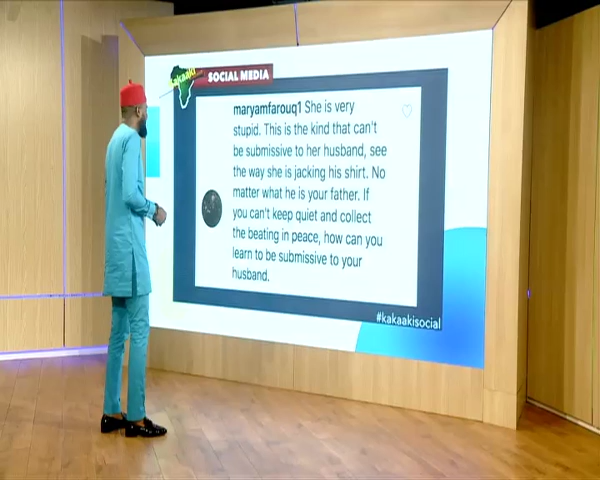 kakaaki
SOCIAL MEDIA
maryamfarouq1 She is very
stupid. This is the kind that can't
be submissive to her husband, see
the way she is jacking his shirt. No
matter what he is your father. If
you can't keep quiet and collect
the beating in peace, how can you
learn to be submissive to your
husband.
#kakaakisocial